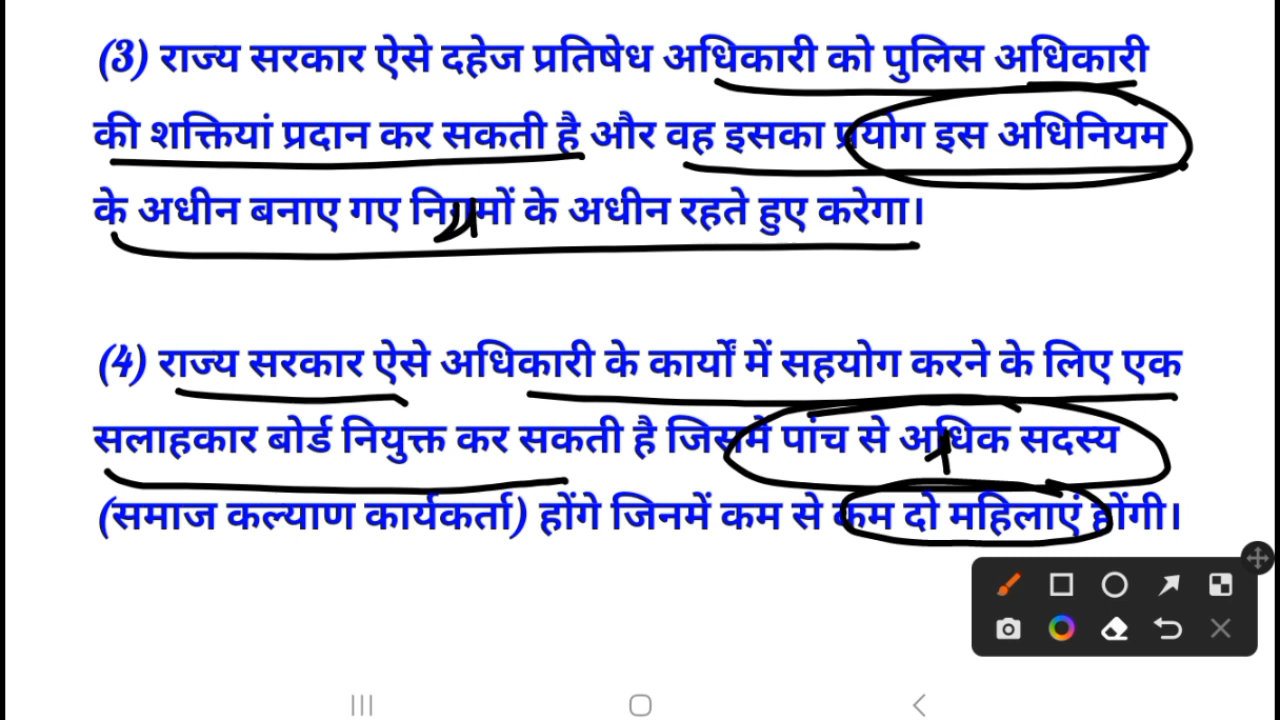 (3) राज्य सरकार ऐसे दहेज प्रतिषेध अधिकारी को पुलिस अधिकारी
की शक्तियां प्रदान कर सकती है और वह इसका प्रयोग इस अधिनियम
के अधीन बनाए गए नियमों के अधीन रहते हुए करेगा।
(4) राज्य सरकार ऐसे अधिकारी के कार्यों में सहयोग करने के लिए एक
सलाहकार बोर्ड नियुक्त कर सकती है जिसमें पांच से अधिक सदस्य
(समाज कल्याण कार्यकर्ता) होंगे जिनमें कम से कम दो महिलाएं होंगी।